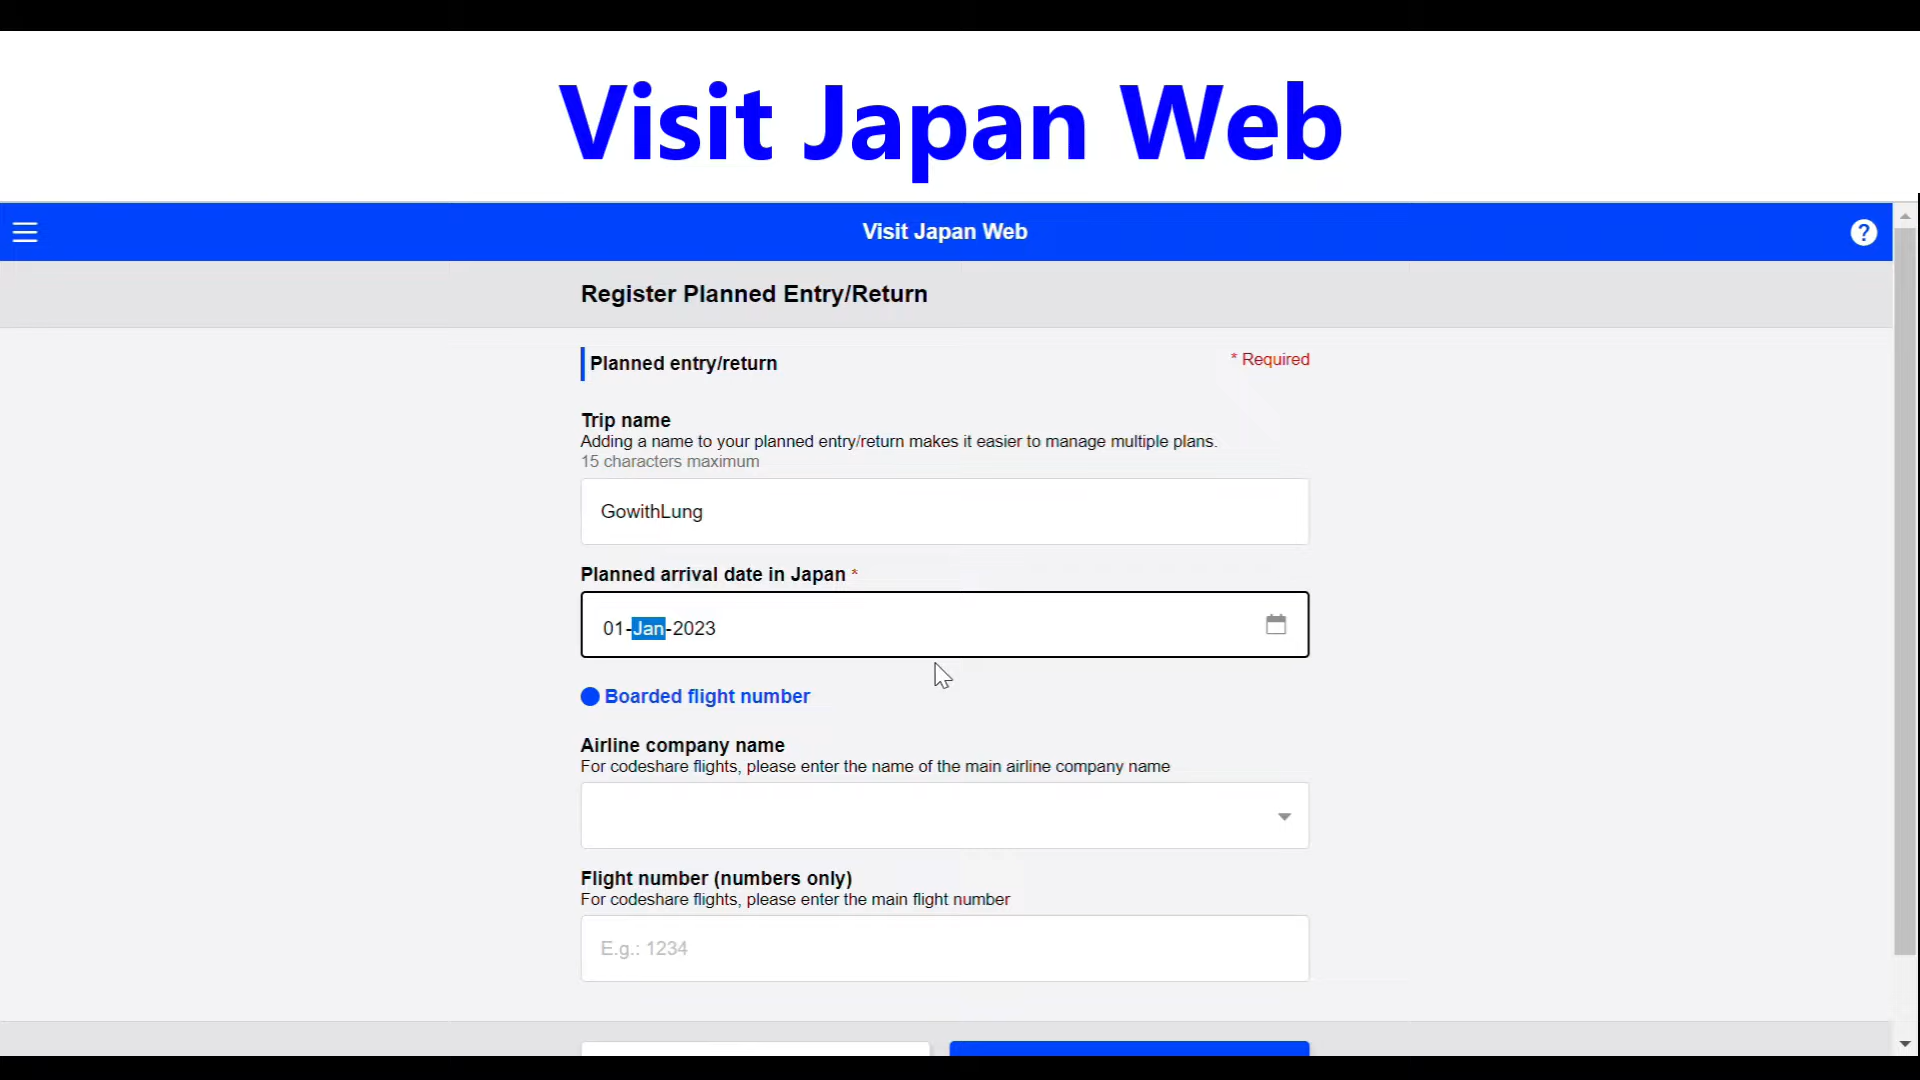 Visit Japan Web
Visit Japan Web
?
Register Planned Entry/Return
Planned entry/return
* Required
Trip name
Adding a name to your planned entry/return makes it easier to manage multiple plans.
15 characters maximum
GowithLung
Planned arrival date in Japan *
01-Jan-2023
Boarded flight number
Airline company name
For codeshare flights, please enter the name of the main airline company name
Flight number (numbers only)
For codeshare flights, please enter the main flight number
E.g.: 1234